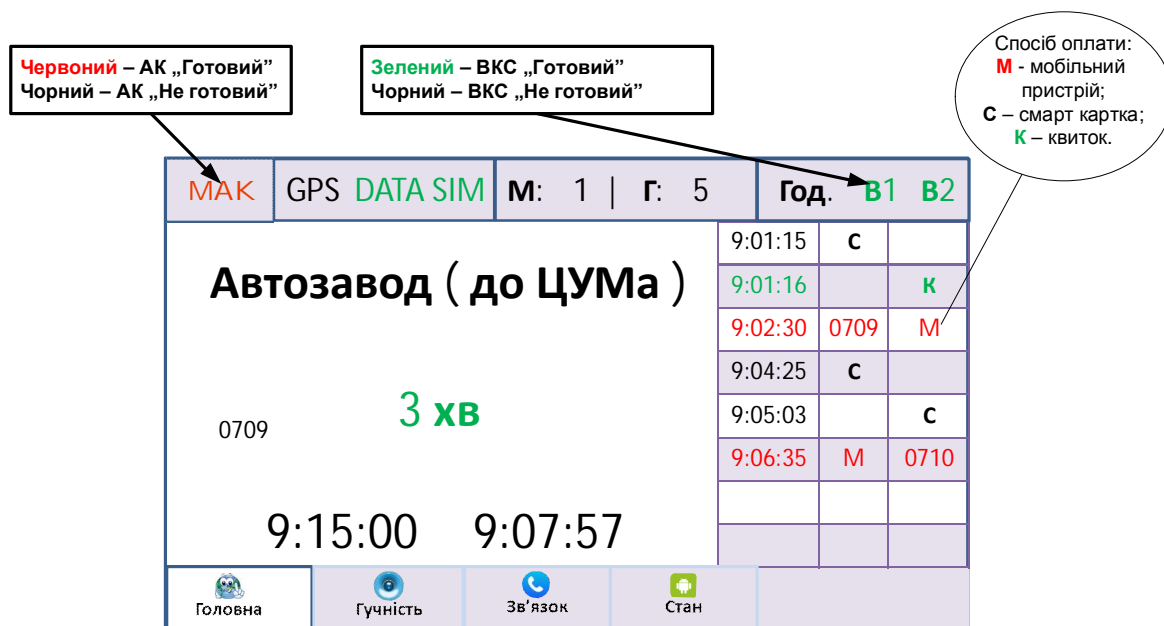 Червоний – АК „Готовий”
Чорний – АК „Не готовий”
Зелений – ВКС „Готовий”
Чорний – ВКС „Не готовий”
Спосіб оплати:
М - мобільний
пристрій;
С – смарт картка;
К – квиток.
МАК GPS DATA SIM М: 1 | Г: 5 Год. В1 В2
Автозавод ( до ЦУМа )
3 хв
0709
9:15:00 9:07:57
9:01:15 С
9:01:16 К
9:02:30 0709 М
9:04:25 С
9:05:03 С
9:06:35 М 0710
Головна Гучність Зв'язок Стан